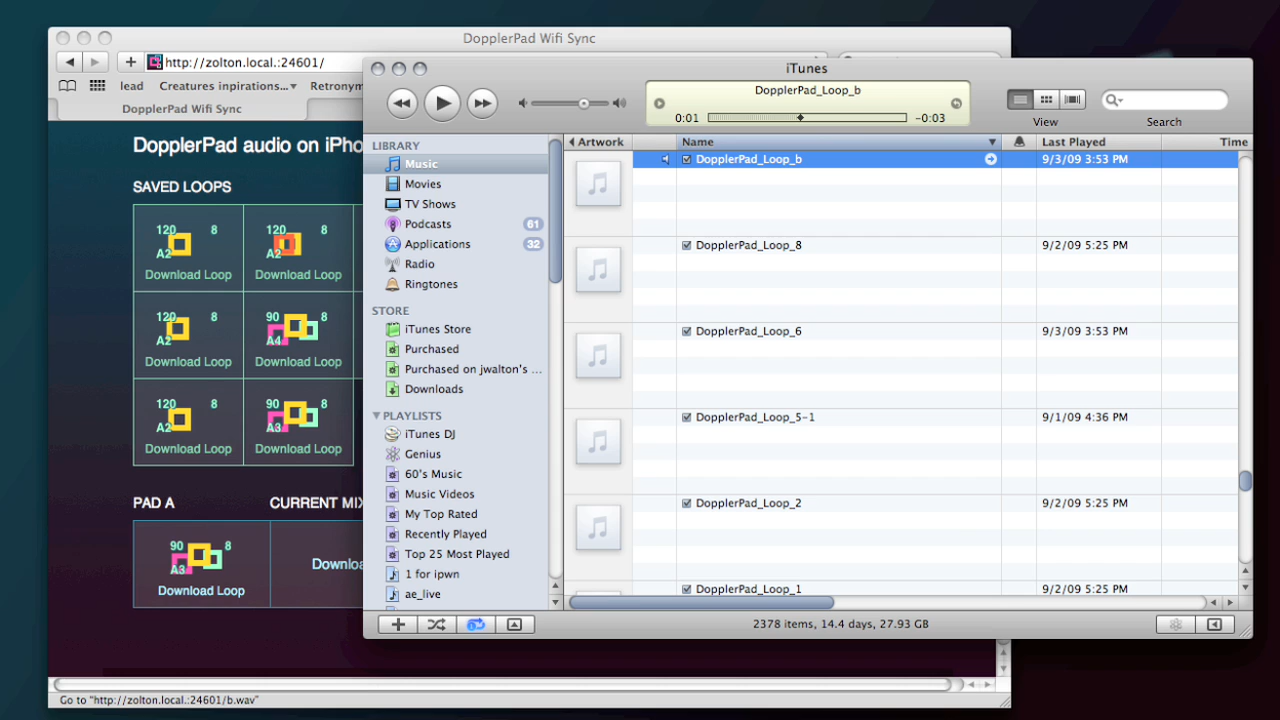 DopplerPad Wifi Sync
http://zolton.local.:24601/
lead Creatures inpirations...▾ Retronym
DopplerPad Wifi Sync
DopplerPad audio on iPho
SAVED LOOPS
120 8
A2
Download Loop
120 8
A2
Download Loop
120 8
A2
Download Loop
90 8
A4
Download Loop
120 8
A2
Download Loop
90 8
A3
Download Loop
PAD A
CURRENT MIX
90 8
A3
Download Loop
Downloa
Go to "http://zolton.local.:24601/b.wav"
iTunes
DopplerPad_Loop_b
0:01 -0:03
View
Search
LIBRARY
Music
Movies
TV Shows
Podcasts 61
Applications 32
Radio
Ringtones
STORE
iTunes Store
Purchased
Purchased on jwalton's ...
Downloads
PLAYLISTS
iTunes DJ
Genius
60's Music
Music Videos
My Top Rated
Recently Played
Top 25 Most Played
1 for ipwn
ae_live
Artwork Name Last Played Time
DopplerPad_Loop_b 9/3/09 3:53 PM
DopplerPad_Loop_8 9/2/09 5:25 PM
DopplerPad_Loop_6 9/3/09 3:53 PM
DopplerPad_Loop_5-1 9/1/09 4:36 PM
DopplerPad_Loop_2 9/2/09 5:25 PM
DopplerPad_Loop_1 9/2/09 5:25 PM
2378 items, 14.4 days, 27.93 GB